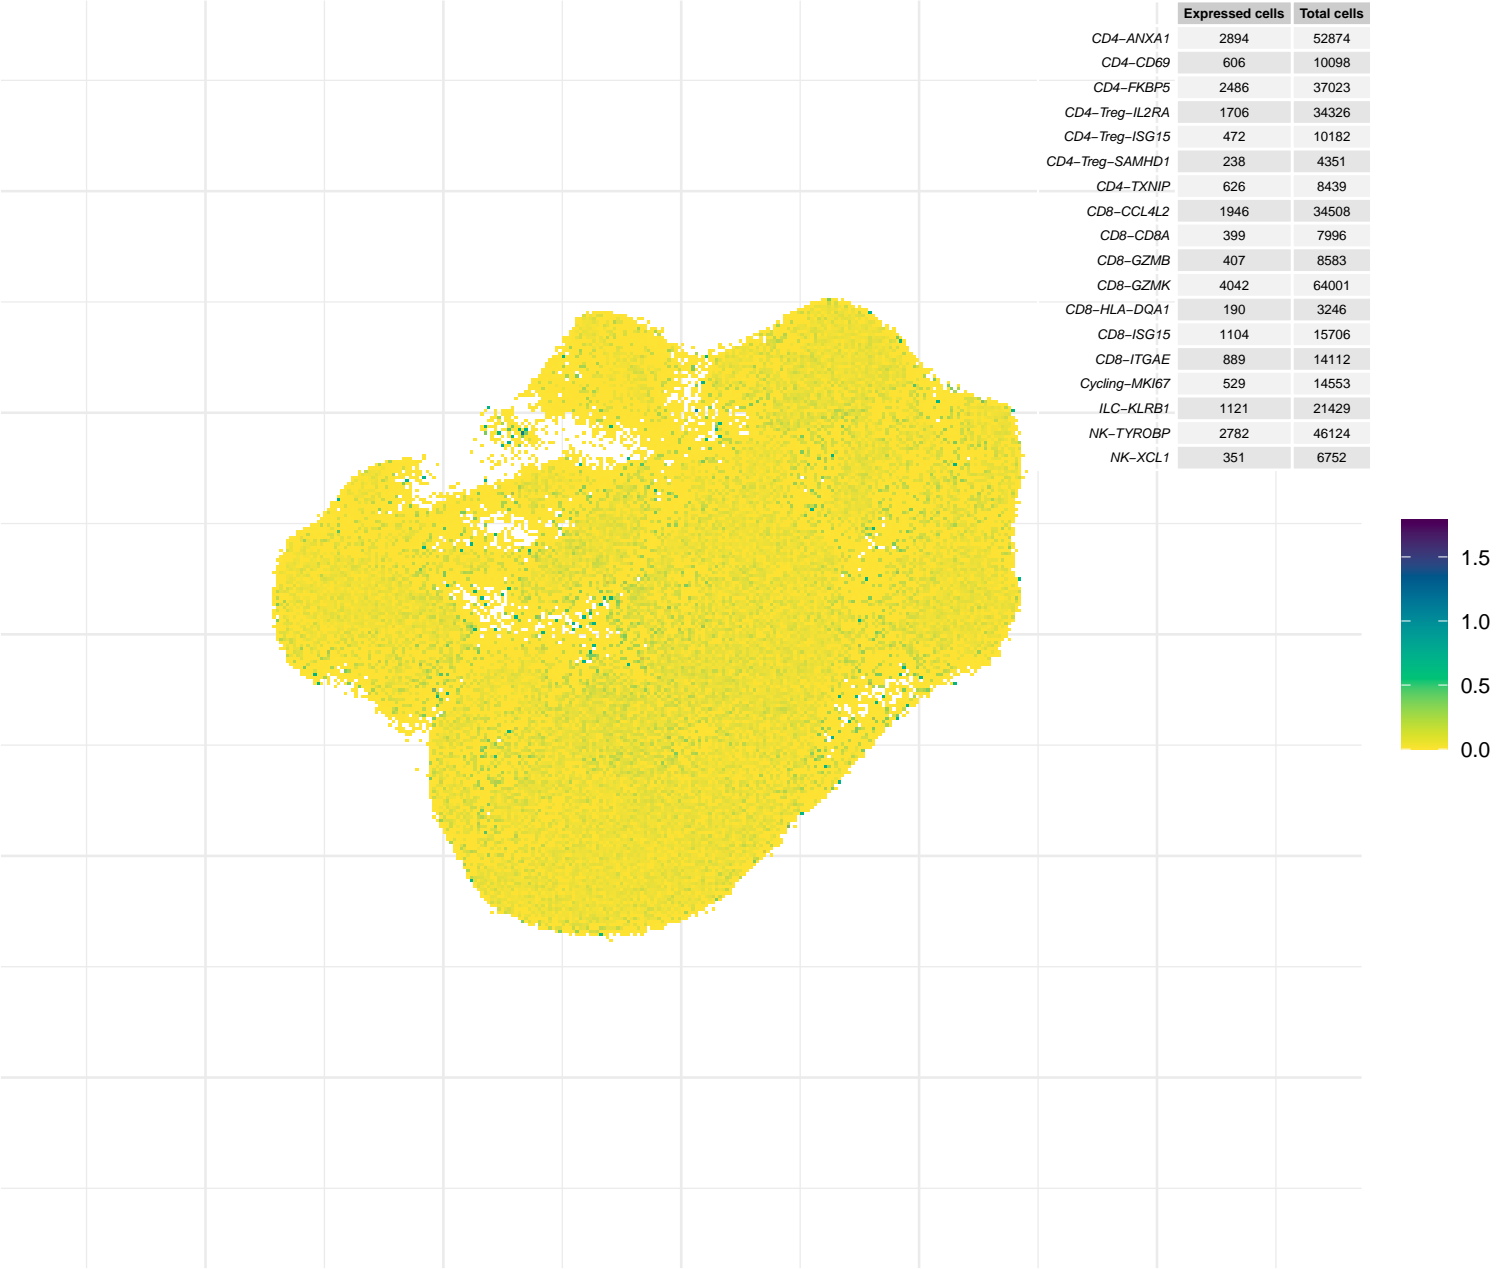 Expressed cells Total cells
CD4−ANXA1 2894 52874
CD4−CD69 606 10098
CD4−FKBP5 2486 37023
CD4−Treg−IL2RA 1706 34326
CD4−Treg−ISG15 472 10182
CD4−Treg−SAMHD1 238 4351
CD4−TXNIP 626 8439
CD8−CCL4L2 1946 34508
CD8−CD8A 399 7996
CD8−GZMB 407 8583
CD8−GZMK 4042 64001
CD8−HLA−DQA1 190 3246
CD8−ISG15 1104 15706
CD8−ITGAE 889 14112
Cycling−MKI67 529 14553
ILC−KLRB1 1121 21429
NK−TYROBP 2782 46124
NK−XCL1 351 6752
1.5
1.0
0.5
0.0